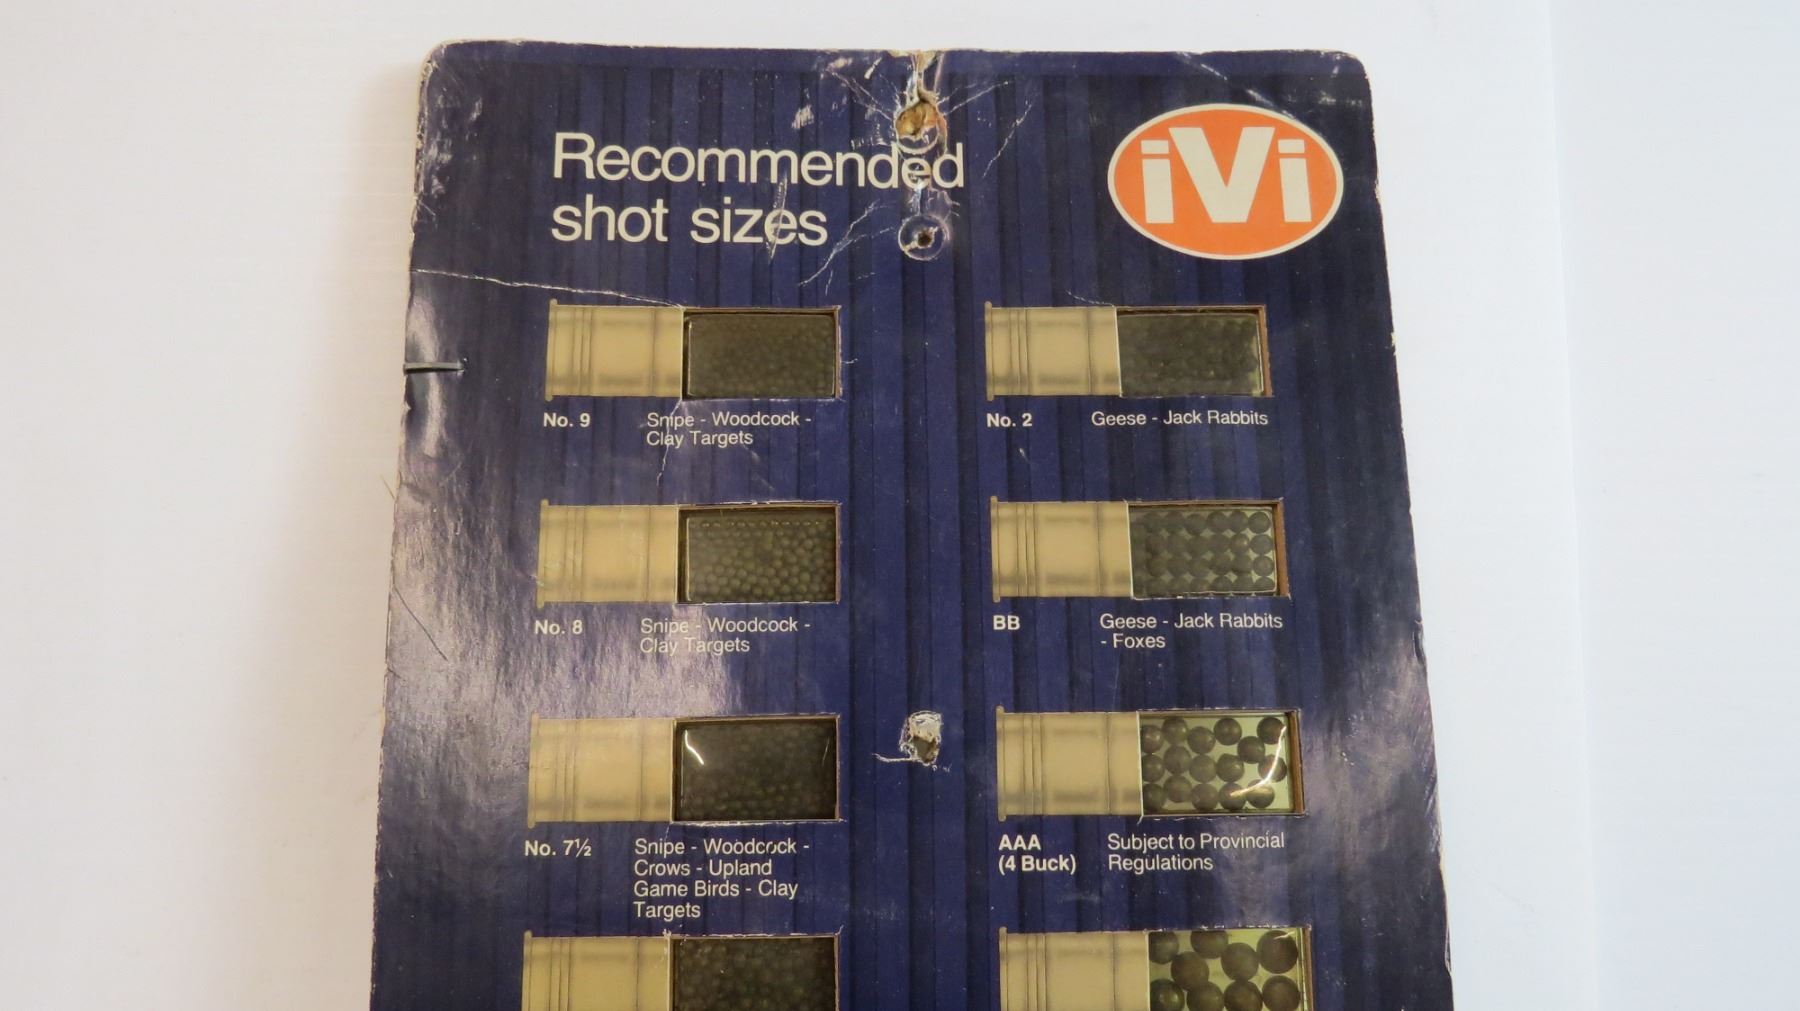 Recommended
shot sizes
iVi
No. 9
Snipe - Woodcock -
Clay Targets
No. 8
Snipe - Woodcock -
Clay Targets
No. 7½
Snipe - Woodcock -
Crows - Upland
Game Birds - Clay
Targets
No. 2
Geese - Jack Rabbits
BB
Geese - Jack Rabbits
- Foxes
AAA
(4 Buck)
Subject to Provincial
Regulations